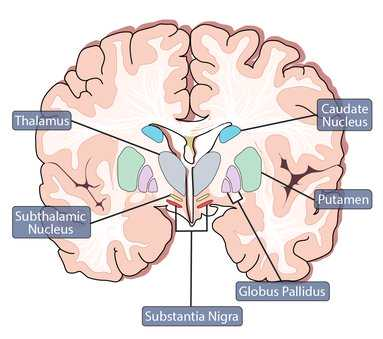 Caudate
Nucleus
Thalamus
Putamen
Subthalamic
Nucleus
Globus Pallidus
Substantia Nigra